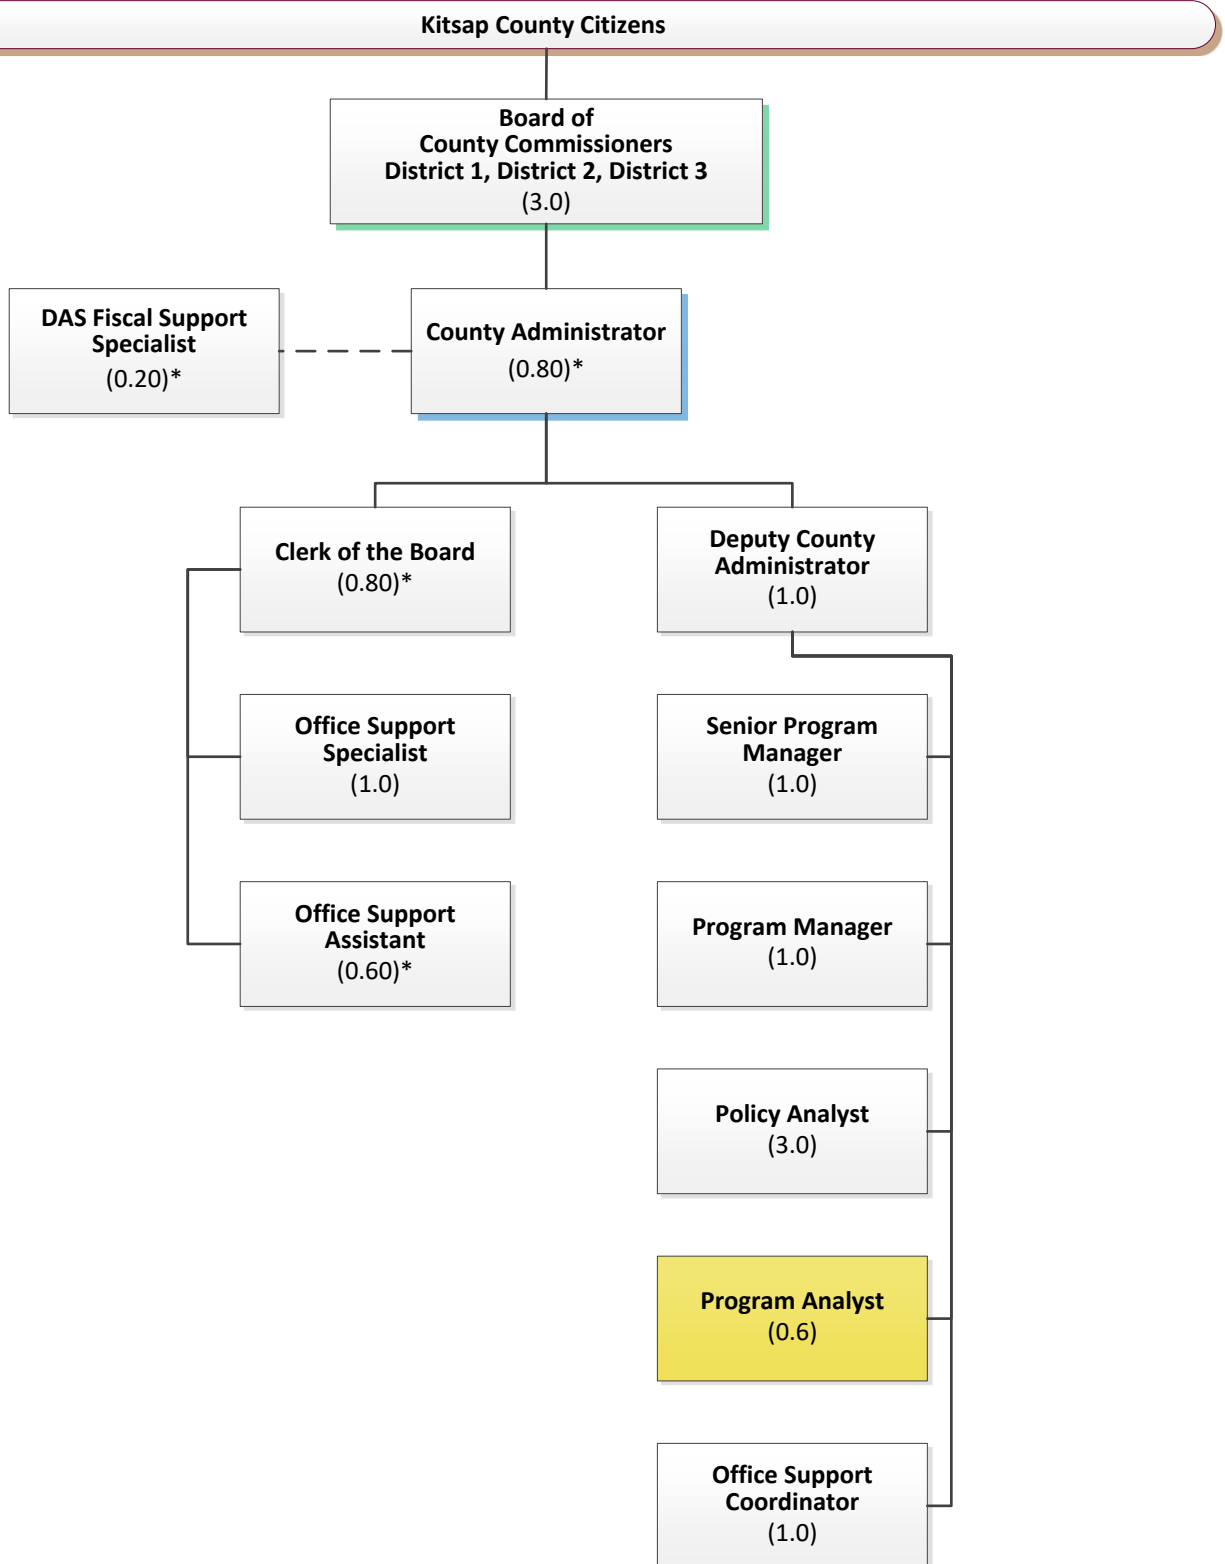 Kitsap County Citizens
Board of
County Commissioners
District 1, District 2, District 3
(3.0)
DAS Fiscal Support
Specialist
(0.20)*
County Administrator
(0.80)*
Clerk of the Board
(0.80)*
Deputy County
Administrator
(1.0)
Office Support
Specialist
(1.0)
Senior Program
Manager
(1.0)
Office Support
Assistant
(0.60)*
Program Manager
(1.0)
Policy Analyst
(3.0)
Program Analyst
(0.6)
Office Support
Coordinator
(1.0)